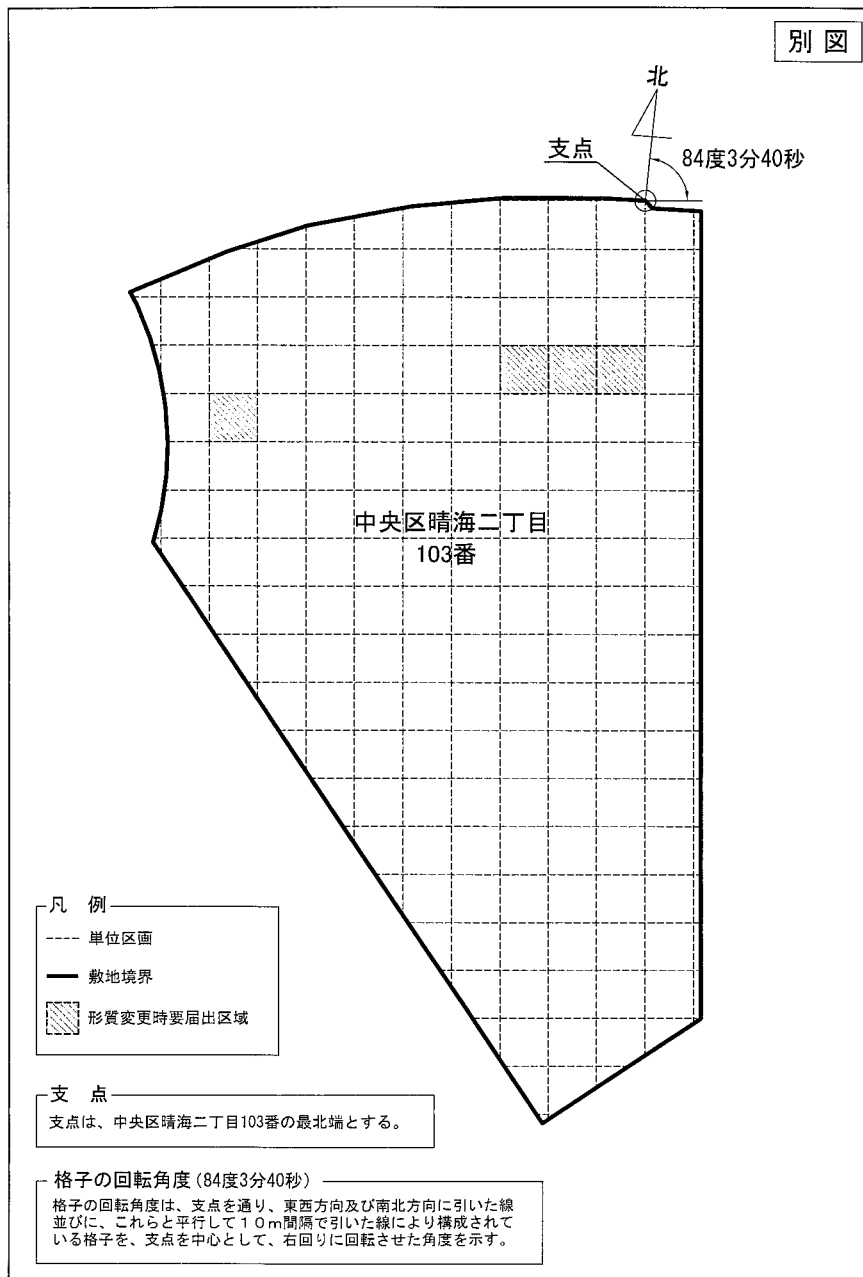 別図
北
支点
84度3分40秒
中央区晴海二丁目
103番
凡 例
単位区画
敷地境界
形質変更時要届出区域
支 点
支点は、中央区晴海二丁目103番の最北端とする。
格子の回転角度(84度3分40秒)
格子の回転角度は、支点を通り、東西方向及び南北方向に引いた線
並びに、これらと平行して10m間隔で引いた線により構成されて
いる格子を、支点を中心として、右回りに回転させた角度を示す。